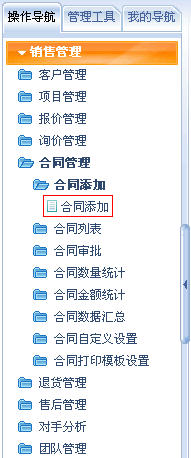 操作导航 管理工具 我的导航
销售管理
客户管理
项目管理
报价管理
询价管理
合同管理
合同添加
合同添加
合同列表
合同审批
合同数量统计
合同金额统计
合同数据汇总
合同自定义设置
合同打印模板设置
退货管理
售后管理
对手分析
团队管理